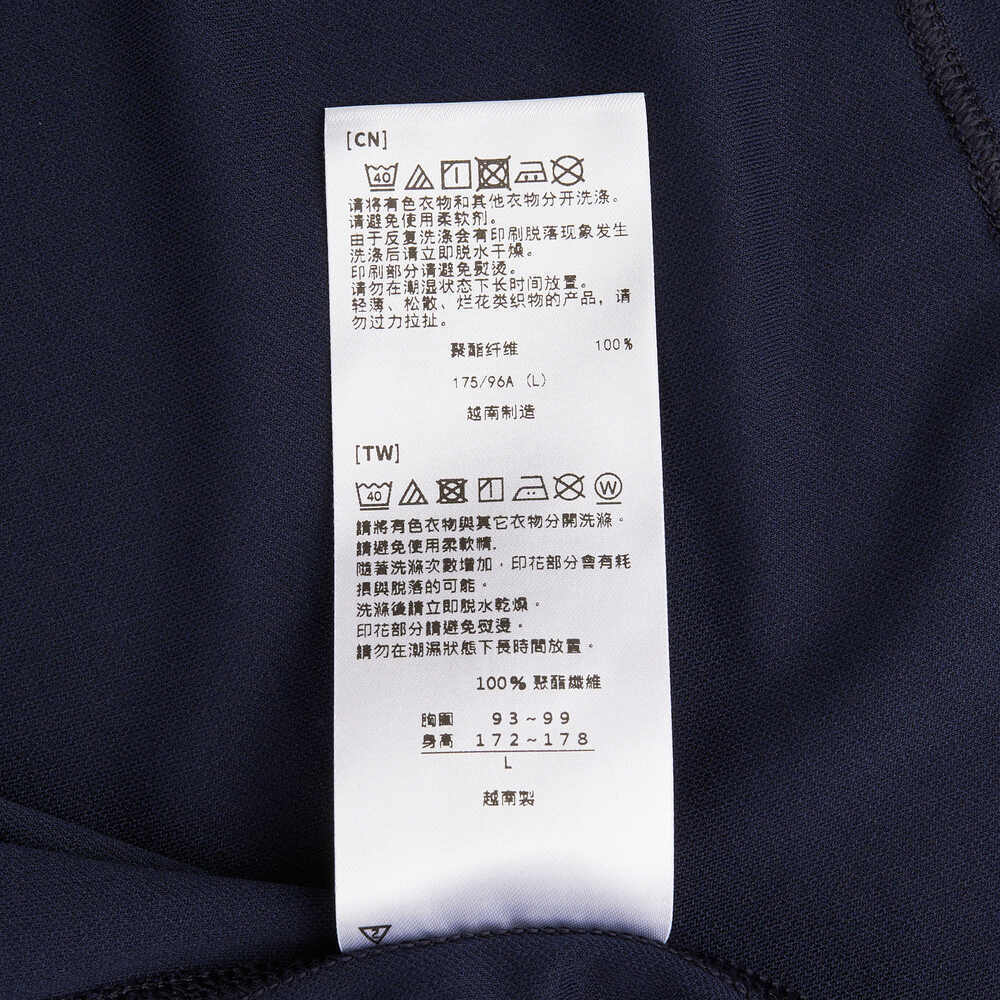 [CN]
40
请将有色衣物和其他衣物分开洗涤。
请避免使用柔软剂。
由于反复洗涤会有印刷脱落现象发生
洗涤后请立即脱水干燥。
印刷部分请避免熨烫。
请勿在潮湿状态下长时间放置。
轻薄、松散、烂花类织物的产品，请
勿过力拉扯。
聚酯纤维 100%
175/96A (L)
越南制造
[TW]
40 W
請將有色衣物與其它衣物分開洗滌。
請避免使用柔軟精.
隨著洗滌次數增加，印花部分會有耗
損與脫落的可能。
洗滌後請立即脫水乾燥。
印花部分請避免熨燙。
請勿在潮濕狀態下長時間放置。
100% 聚酯纖維
胸圍 93~99
身高 172~178
L
越南製
2